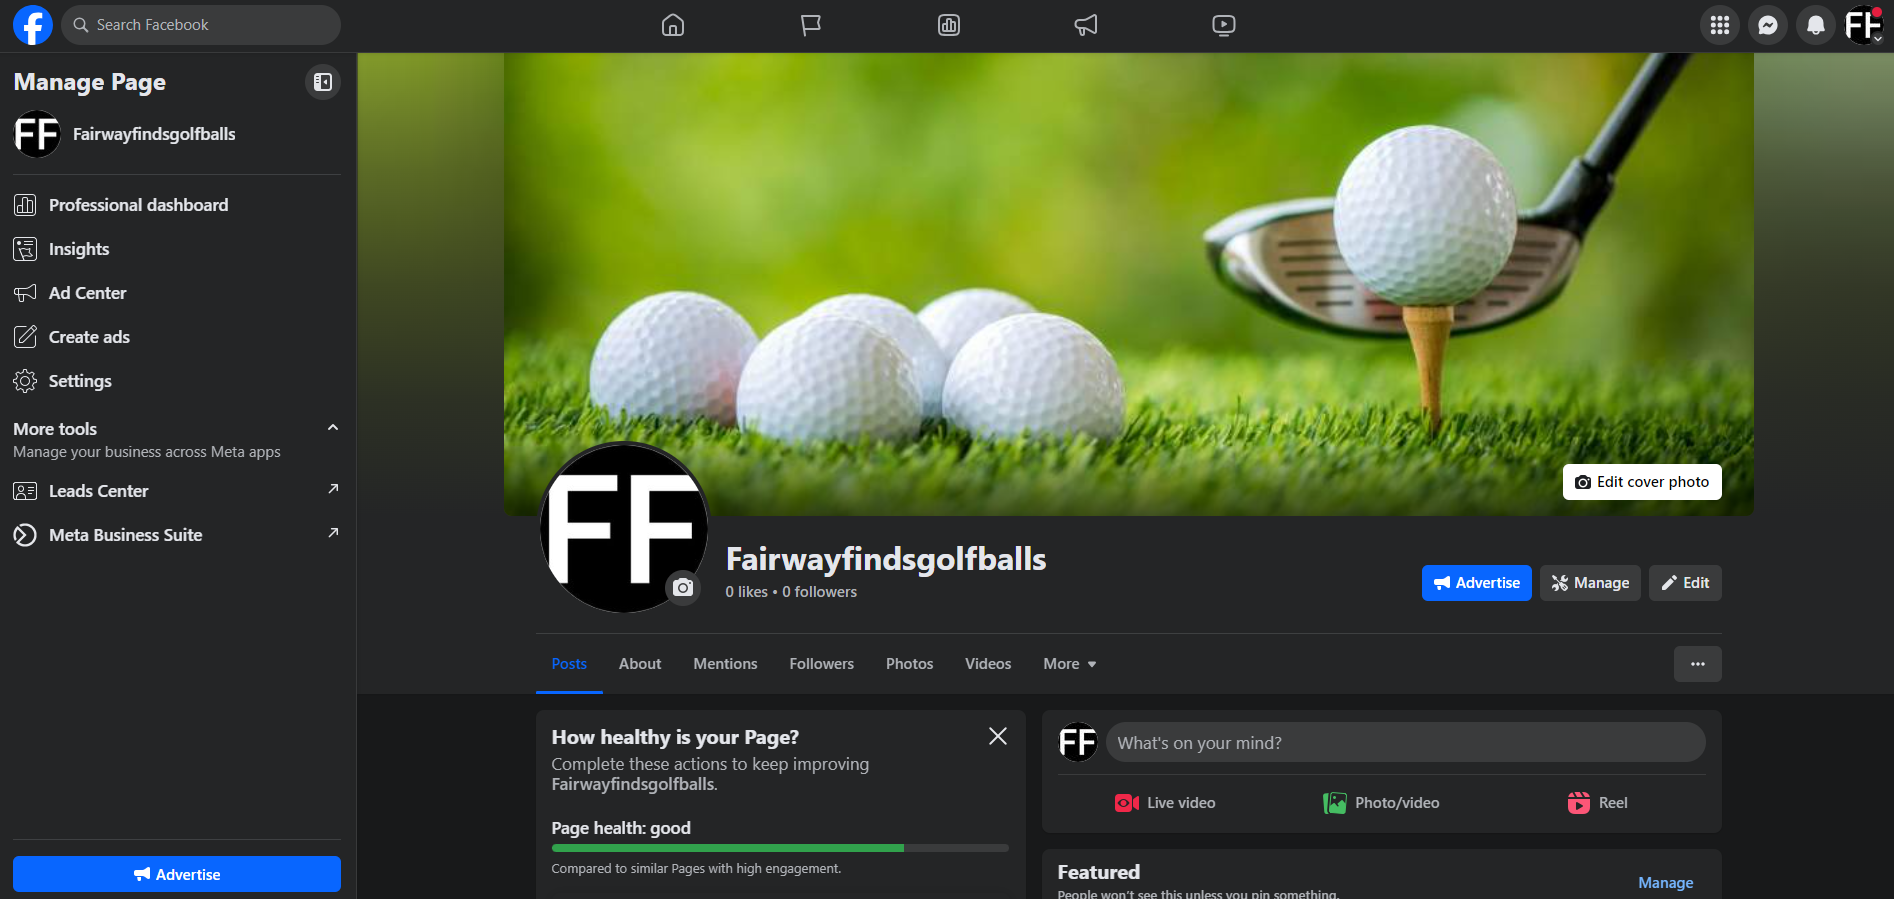 Search Facebook
FF
Manage Page
FF
Fairwayfindsgolfballs
Professional dashboard
Insights
Ad Center
Create ads
Settings
More tools
Manage your business across Meta apps
Leads Center
Meta Business Suite
Advertise
Edit cover photo
FF
Fairwayfindsgolfballs
0 likes • 0 followers
Advertise
Manage
Edit
Posts
About
Mentions
Followers
Photos
Videos
More
How healthy is your Page?
Complete these actions to keep improving
Fairwayfindsgolfballs.
Page health: good
Compared to similar Pages with high engagement.
FF
What's on your mind?
Live video
Photo/video
Reel
Featured
Manage
People won't see this unless you pin something.